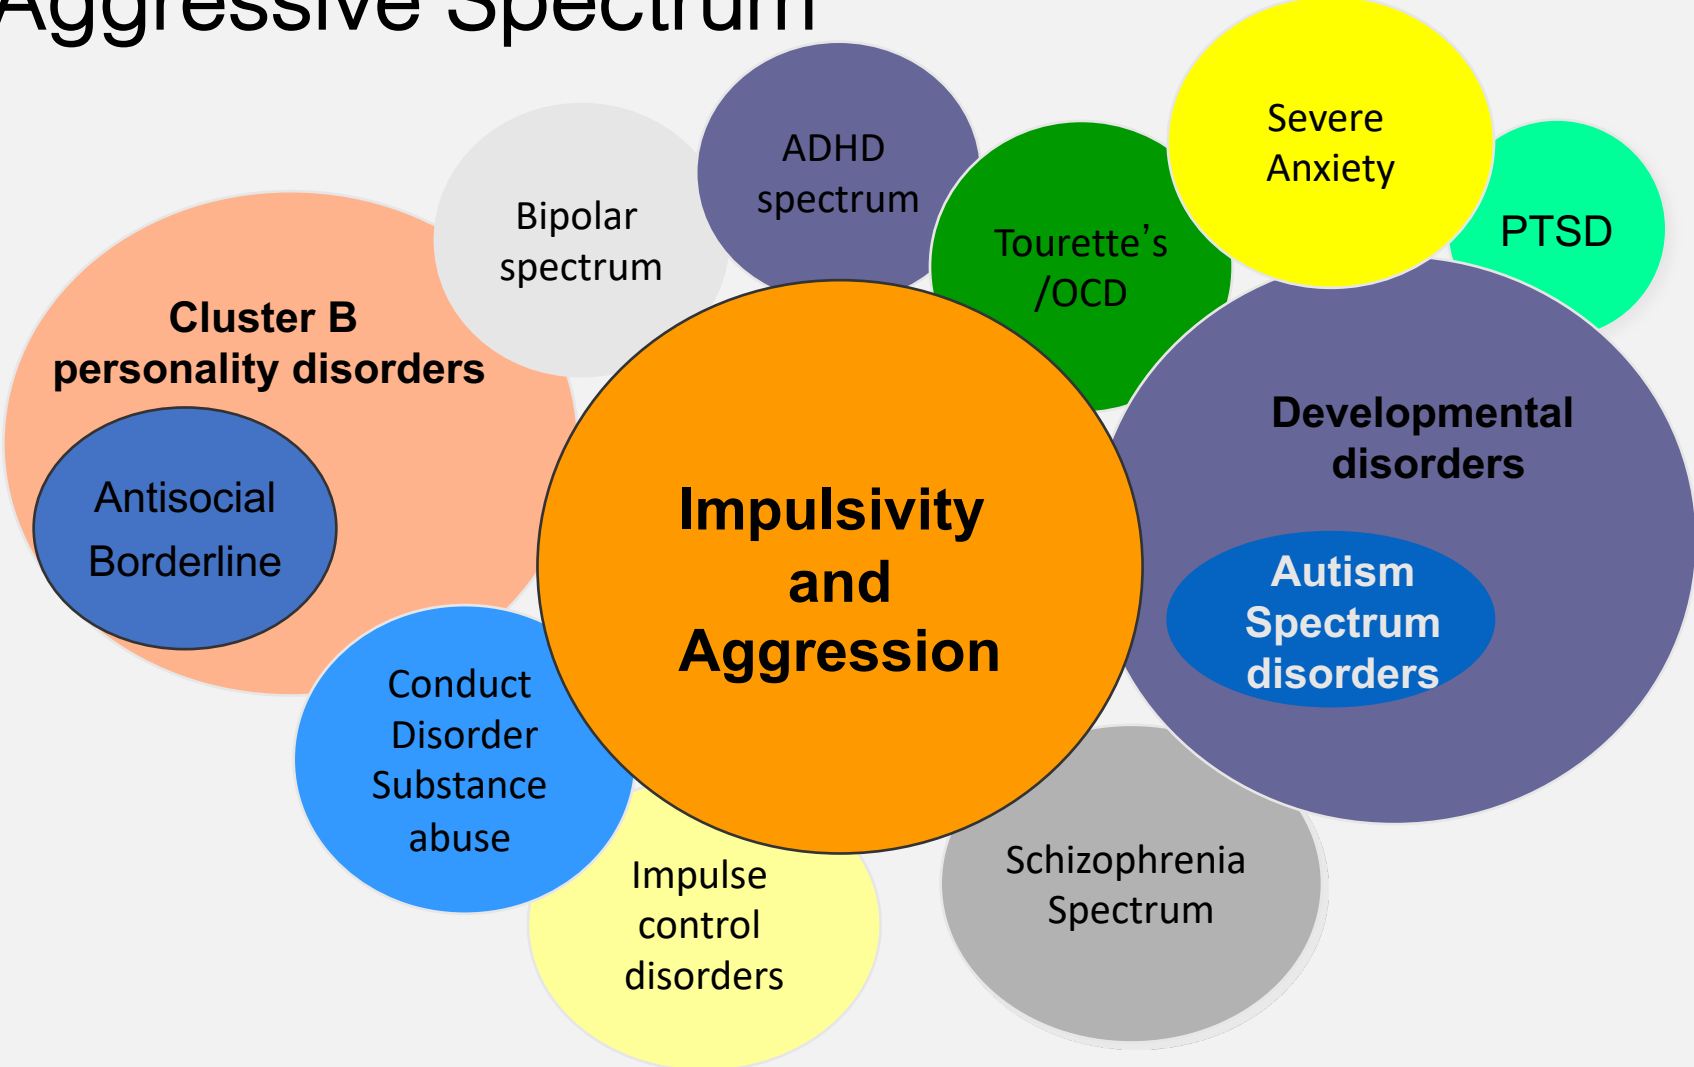 Aggressive Spectrum
Severe
Anxiety
ADHD
spectrum
Bipolar
spectrum
Tourette’s
/OCD
PTSD
Cluster B
personality disorders
Antisocial
Borderline
Developmental
disorders
Impulsivity
and
Aggression
Autism
Spectrum
disorders
Conduct
Disorder
Substance
abuse
Impulse
control
disorders
Schizophrenia
Spectrum